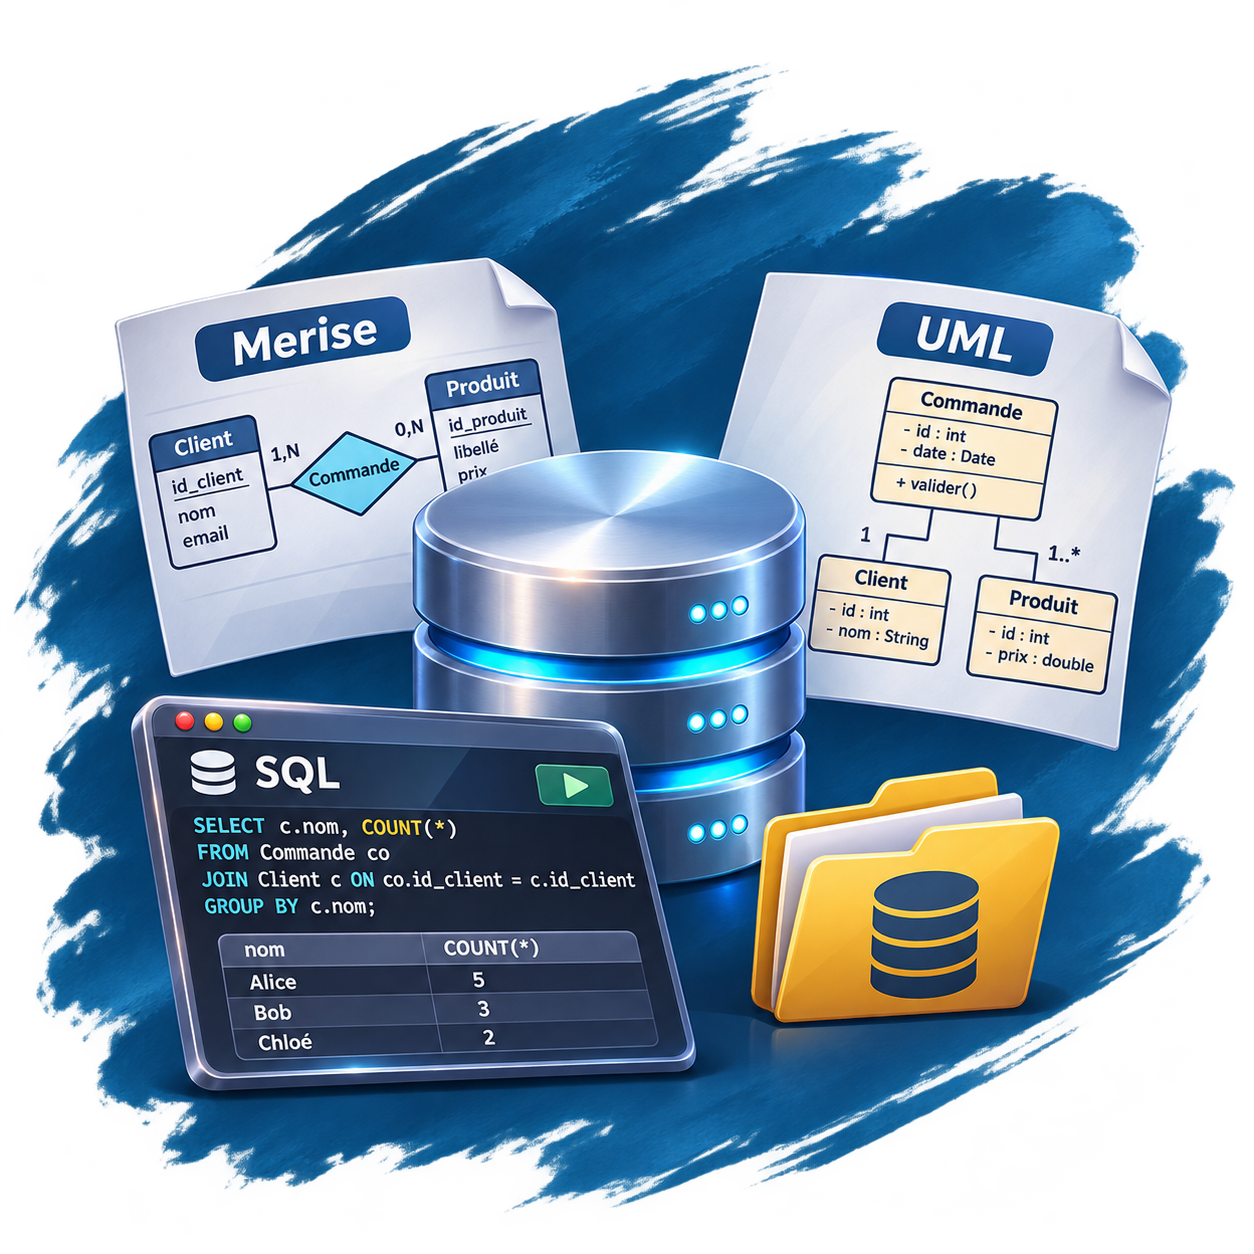 Merise
Client
id_client
nom
email
1,N
Commande
0,N
Produit
id_produit
libellé
prix
UML
Commande
- id : int
- date : Date
+ valider()
1
1..*
Client
- id : int
- nom : String
Produit
- id : int
- prix : double
SQL
SELECT c.nom, COUNT(*)
FROM Commande co
JOIN Client c ON co.id_client = c.id_client
GROUP BY c.nom;
nom COUNT(*)
Alice 5
Bob 3
Chloé 2